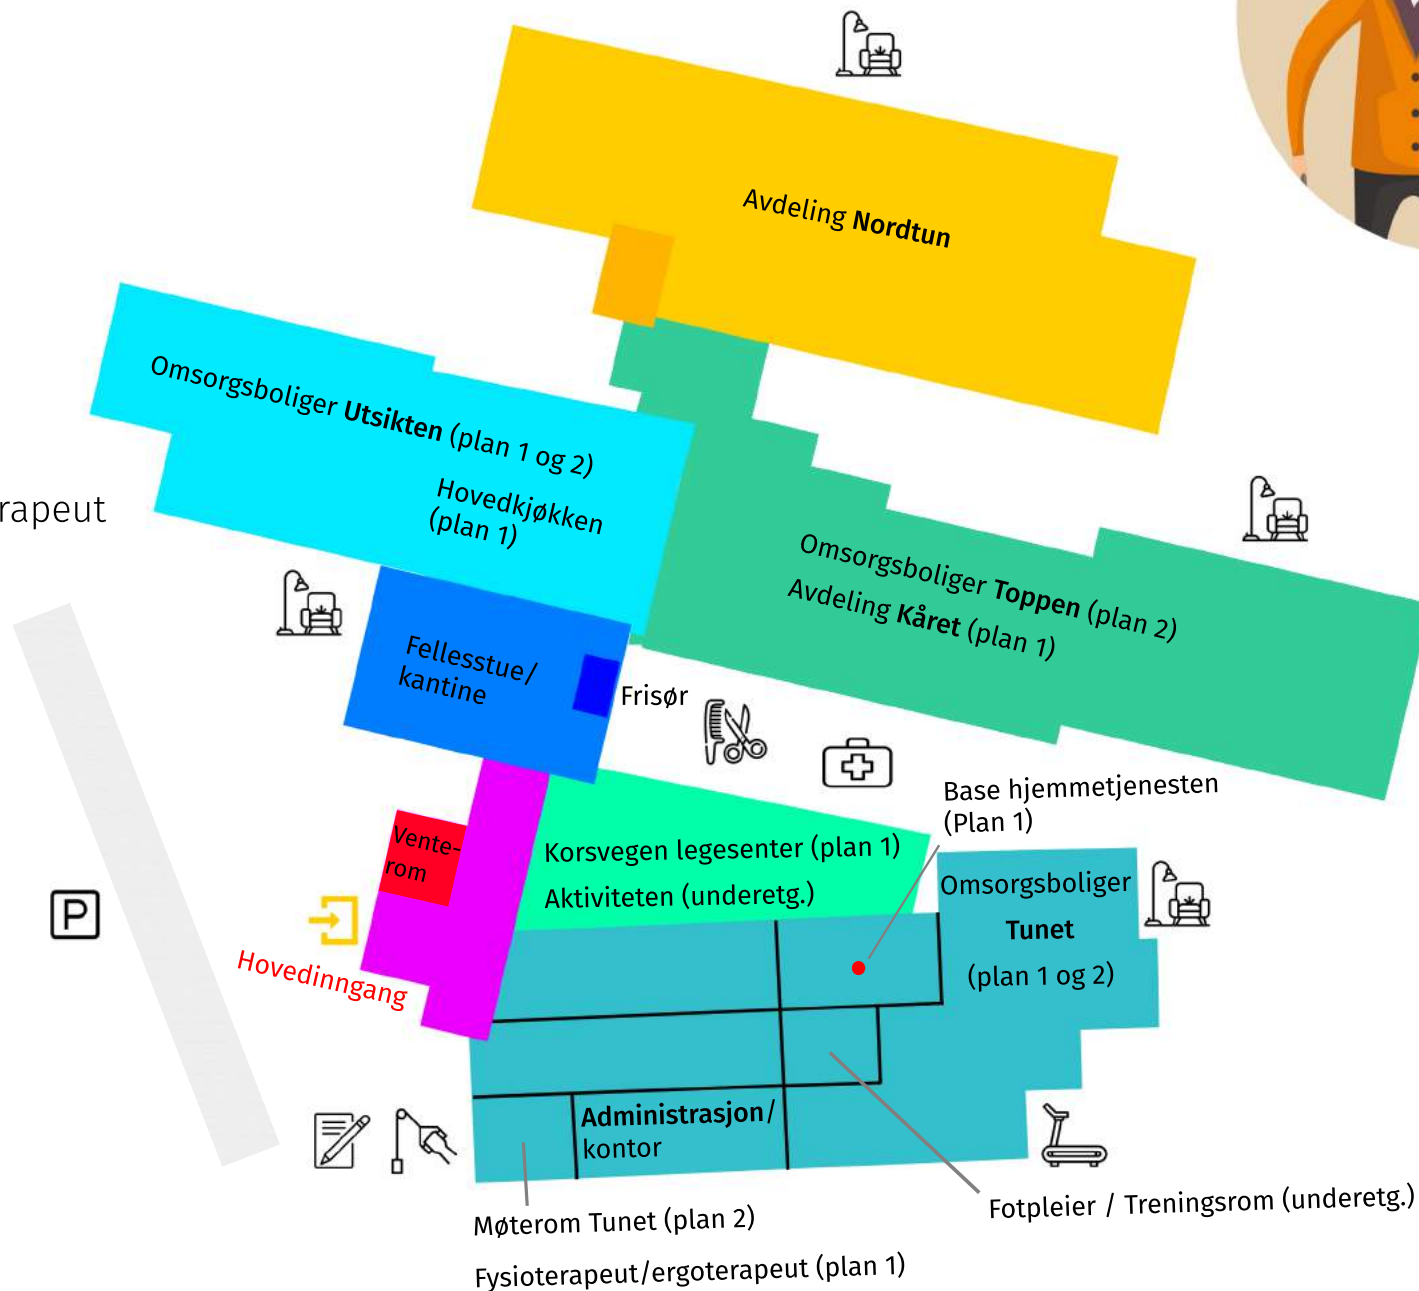 Avdeling Nordtun
Omsorgsboliger Utsikten (plan 1 og 2)
Hovedkjøkken
(plan 1)
rapeut
Omsorgsboliger Toppen (plan 2)
Avdeling Kåret (plan 1)
Fellesstue/
kantine
Frisør
Base hjemmetjenesten
(Plan 1)
Vente-
rom
Korsvegen legesenter (plan 1)
Aktiviteten (underetg.)
Omsorgsboliger
Tunet
(plan 1 og 2)
P
Hovedinngang
Administrasjon/
kontor
Fotpleier / Treningsrom (underetg.)
Møterom Tunet (plan 2)
Fysioterapeut/ergoterapeut (plan 1)